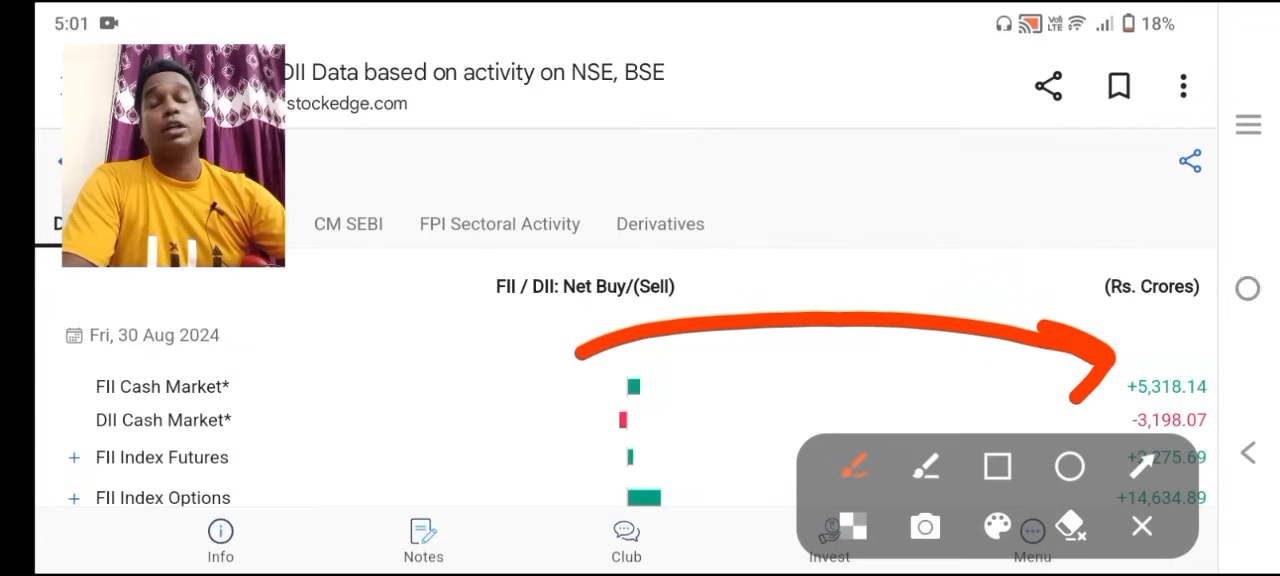 5:01
Vo)) LTE 18%
DII Data based on activity on NSE, BSE
stockedge.com
CM SEBI FPI Sectoral Activity Derivatives
FII / DII: Net Buy/(Sell) (Rs. Crores)
Fri, 30 Aug 2024
FII Cash Market* +5,318.14
DII Cash Market* -3,198.07
+ FII Index Futures
+ FII Index Options +14,634.89
Info Notes Club Invest Menu